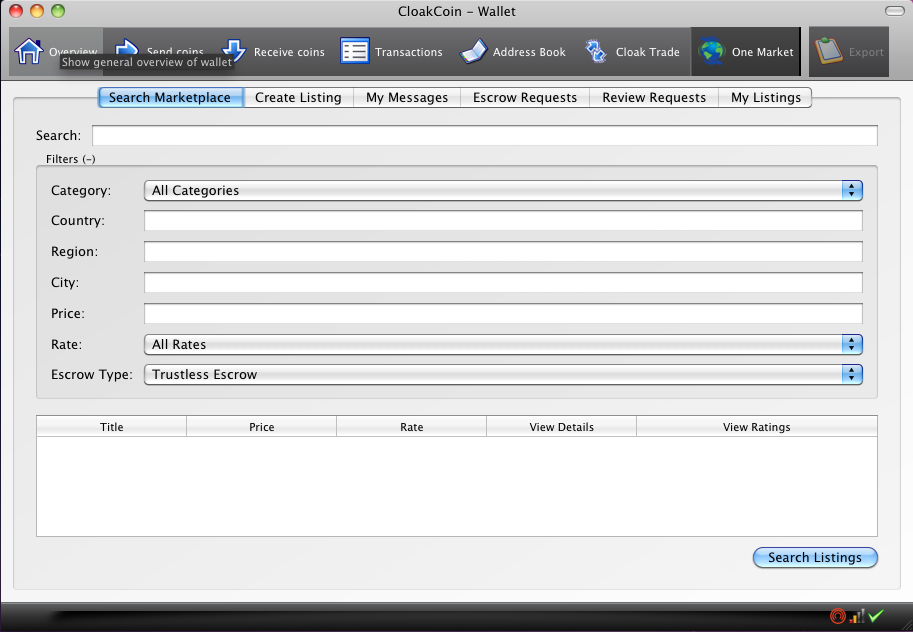 CloakCoin - Wallet
Overview Send coins Receive coins Transactions Address Book Cloak Trade One Market Export
Show general overview of wallet
Search Marketplace Create Listing My Messages Escrow Requests Review Requests My Listings
Search:
Filters (-)
Category: All Categories
Country:
Region:
City:
Price:
Rate: All Rates
Escrow Type: Trustless Escrow
Title Price Rate View Details View Ratings
Search Listings